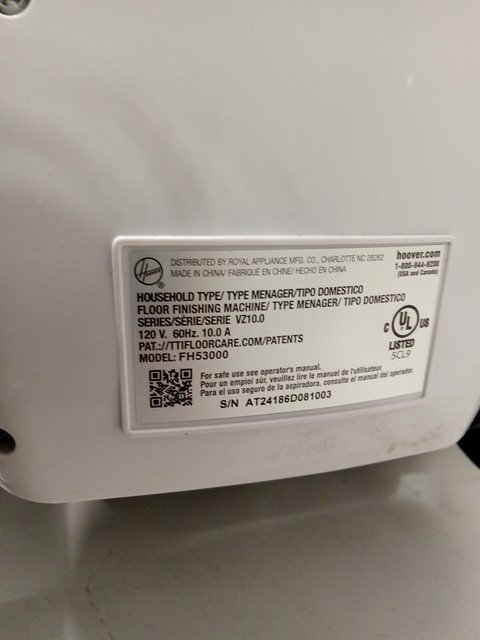 Hoover
DISTRIBUTED BY ROYAL APPLIANCE MFG. CO., CHARLOTTE NC 28262
MADE IN CHINA/ FABRIQUÉ EN CHINE/ HECHO EN CHINA
hoover.com
1-800-944-9200
(USA and Canada)
HOUSEHOLD TYPE/ TYPE MENAGER/TIPO DOMESTICO
FLOOR FINISHING MACHINE/ TYPE MENAGER/ TIPO DOMESTICO
SERIES/SÉRIE/SERIE VZ10.0
120 V. 60Hz. 10.0 A
PAT.://TTIFLOORCARE.COM/PATENTS
MODEL: FH53000
C UL US
LISTED
5CL9
For safe use see operator's manual.
Pour un emploi sûr, veuillez lire le manuel de l'utilisateur.
Para el uso seguro de la aspiradora, consulte el manual del operador.
S/N AT24186D081003